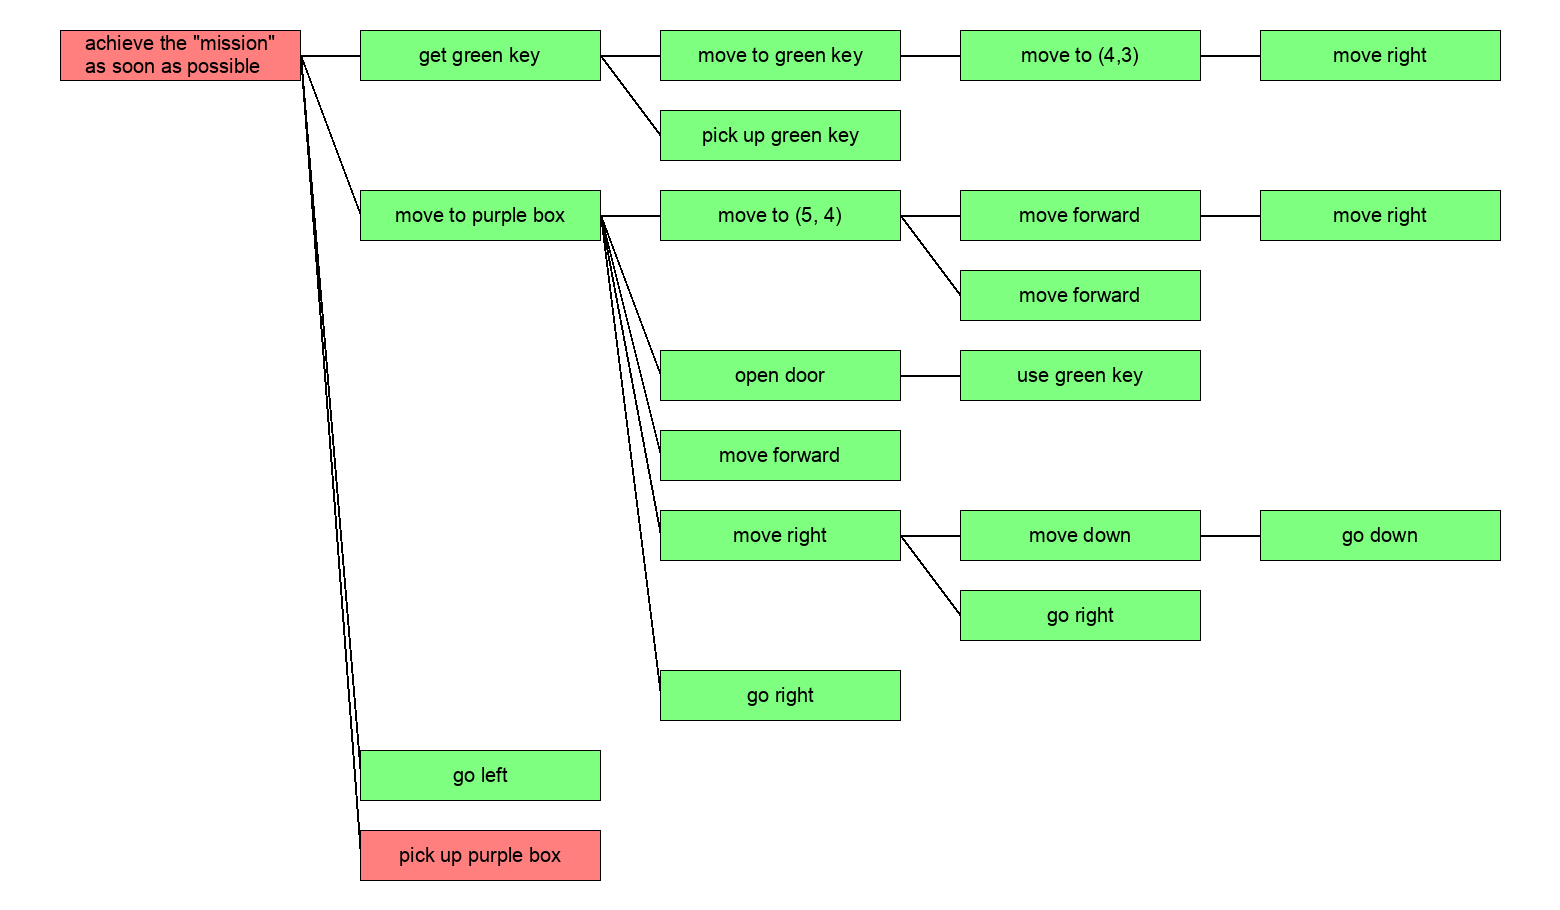 achieve the "mission"
as soon as possible
get green key
move to green key
move to (4,3)
move right
pick up green key
move to purple box
move to (5, 4)
move forward
move right
move forward
open door
use green key
move forward
move right
move down
go down
go right
go right
go left
pick up purple box